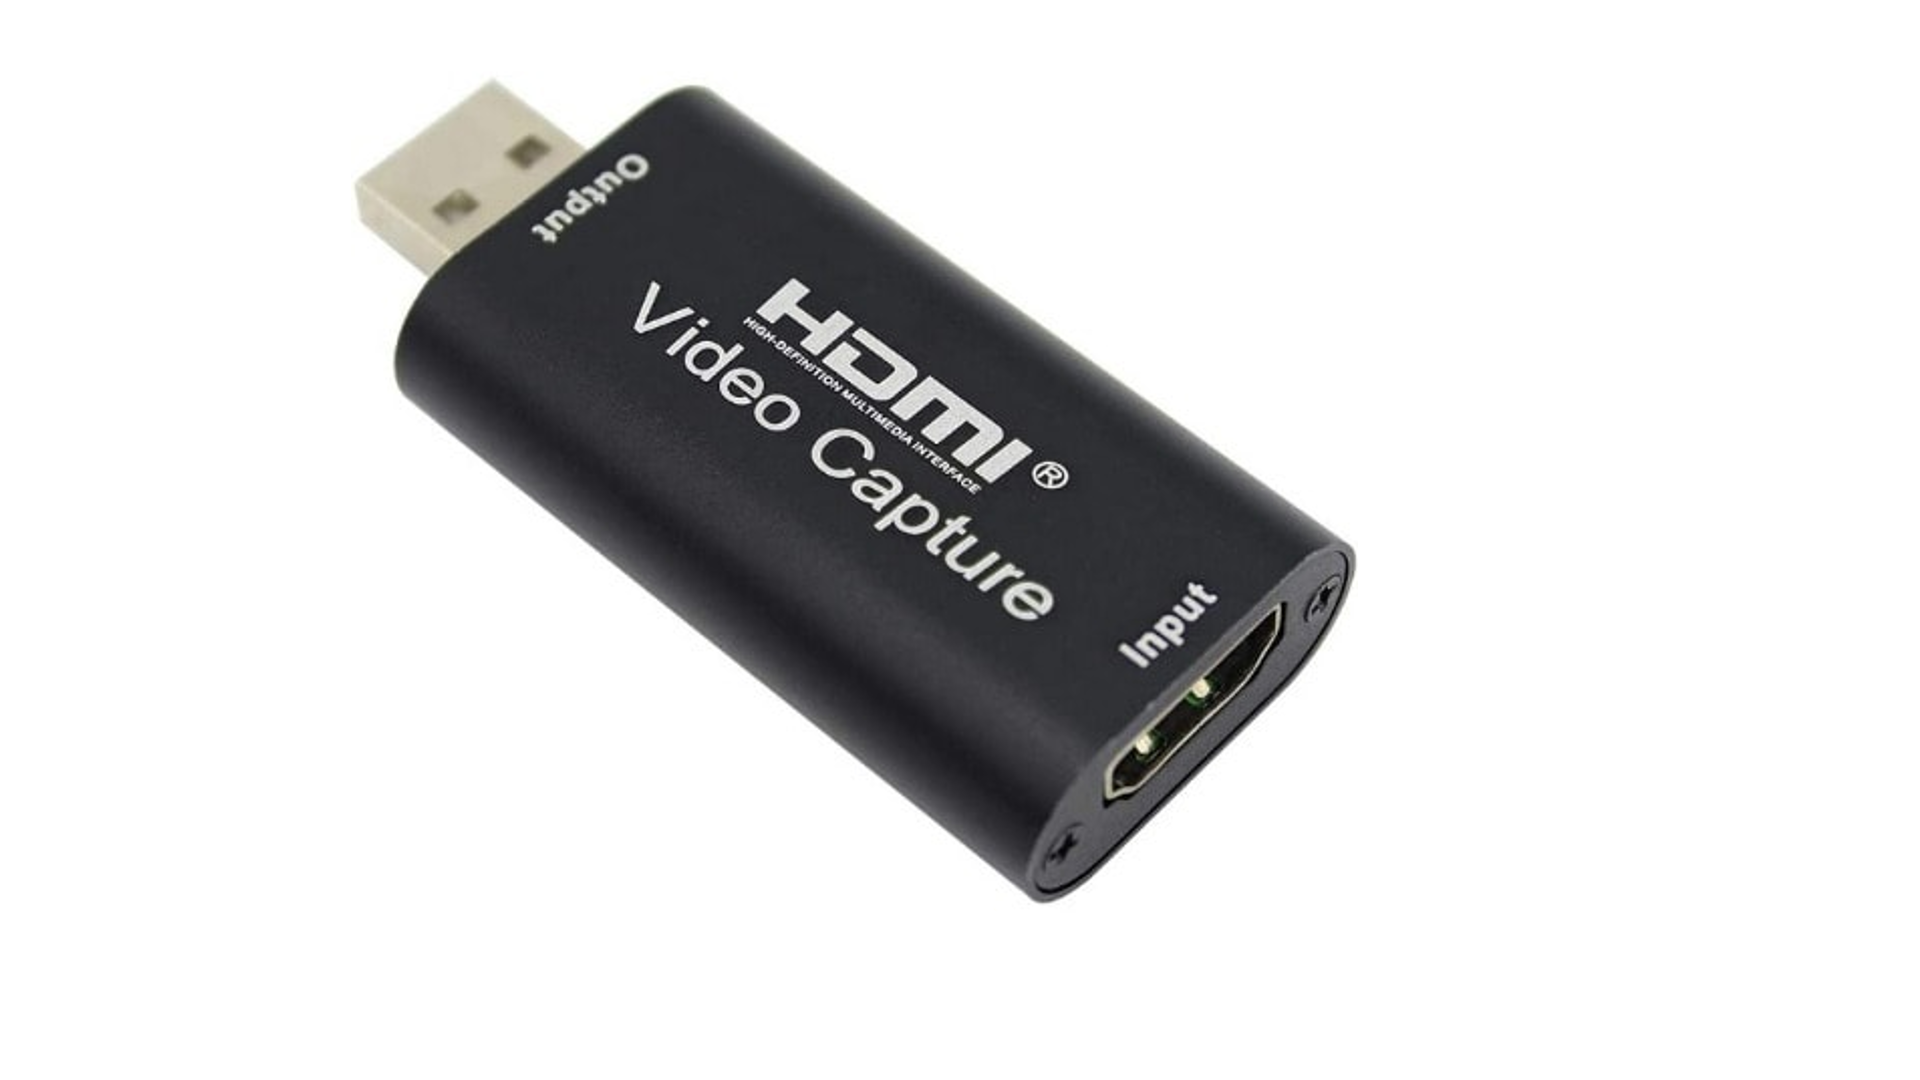 Output
HDMI®
HIGH-DEFINITION MULTIMEDIA INTERFACE
Video Capture
Input